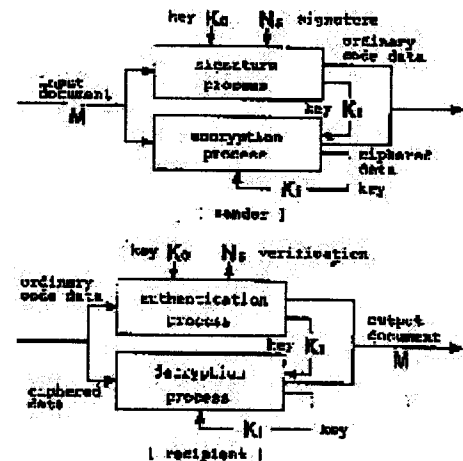 key K₀ Nₛ signature
ordinary
code data
input
document
M
signature
process
key K₁
encryption
process
ciphered
data
K₁ key
[ sender ]
key K₀ Nₛ verification
ordinary
code data
authentication
process
key K₁
output
document
M
decryption
process
ciphered
data
K₁ key
[ recipient ]